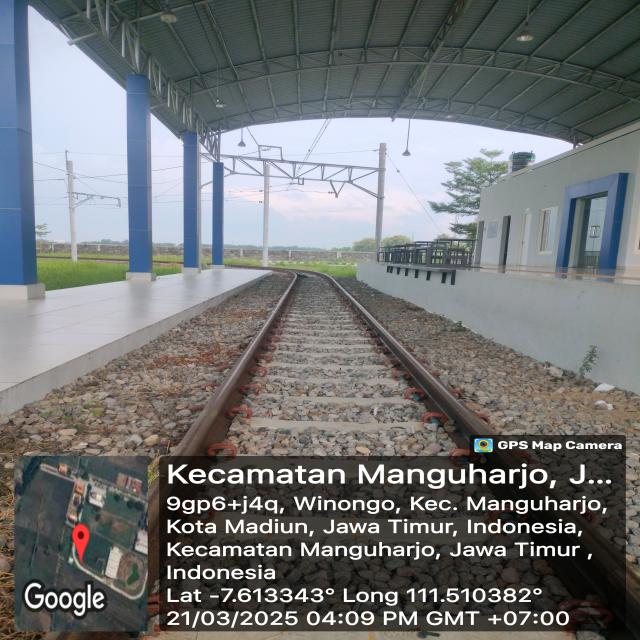 GPS Map Camera
Kecamatan Manguharjo, J...
9gp6+j4q, Winongo, Kec. Manguharjo,
Kota Madiun, Jawa Timur, Indonesia,
Kecamatan Manguharjo, Jawa Timur ,
Indonesia
Lat -7.613343° Long 111.510382°
21/03/2025 04:09 PM GMT +07:00
Google